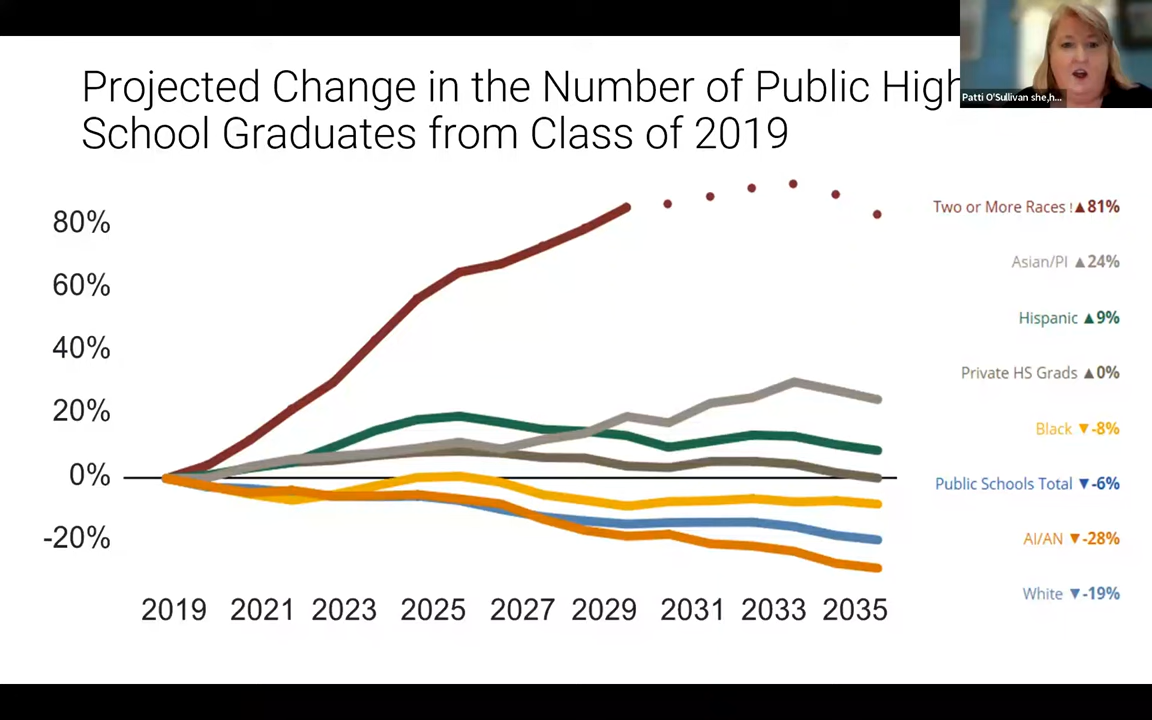 Projected Change in the Number of Public High
School Graduates from Class of 2019
Patti O'Sullivan she,h...
80%
60%
40%
20%
0%
-20%
2019 2021 2023 2025 2027 2029 2031 2033 2035
Two or More Races ▲81%
Asian/PI ▲24%
Hispanic ▲9%
Private HS Grads ▲0%
Black ▼-8%
Public Schools Total ▼-6%
AI/AN ▼-28%
White ▼-19%